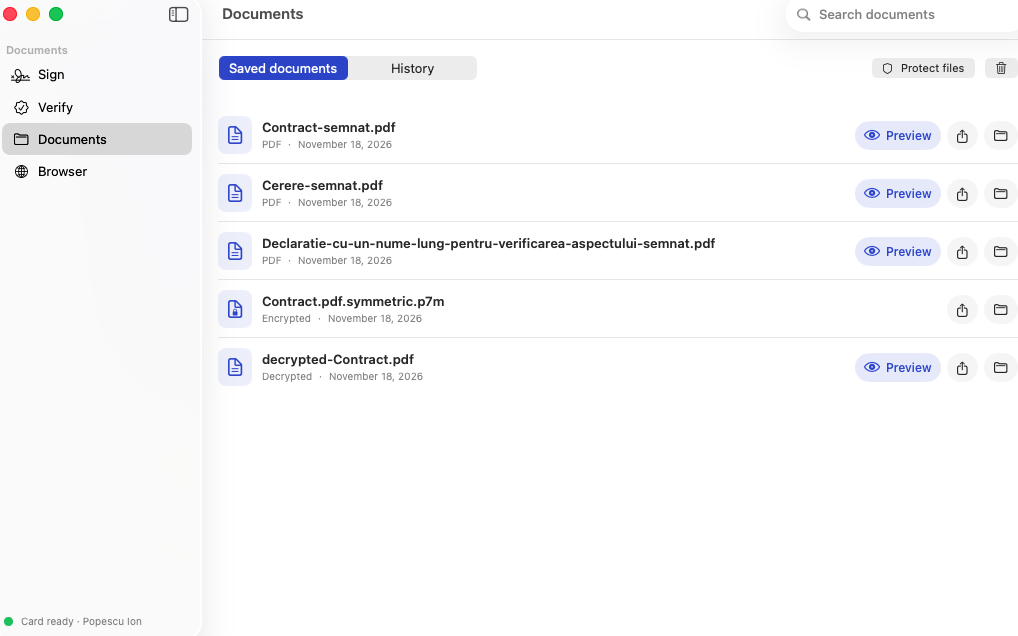 Documents
Search documents
Documents
Sign
Verify
Documents
Browser
Saved documents
History
Protect files
Contract-semnat.pdf
PDF · November 18, 2026
Preview
Cerere-semnat.pdf
PDF · November 18, 2026
Preview
Declaratie-cu-un-nume-lung-pentru-verificarea-aspectului-semnat.pdf
PDF · November 18, 2026
Preview
Contract.pdf.symmetric.p7m
Encrypted · November 18, 2026
decrypted-Contract.pdf
Decrypted · November 18, 2026
Preview
Card ready · Popescu Ion